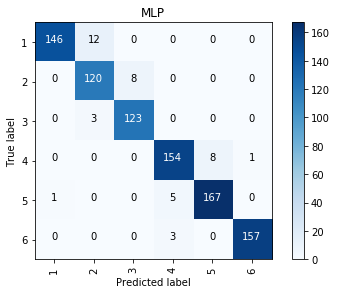 MLP
1 146 12 0 0 0 0
2 0 120 8 0 0 0
3 0 3 123 0 0 0
4 0 0 0 154 8 1
5 1 0 0 5 167 0
6 0 0 0 3 0 157
1 2 3 4 5 6
True label
Predicted label
160
140
120
100
80
60
40
20
0